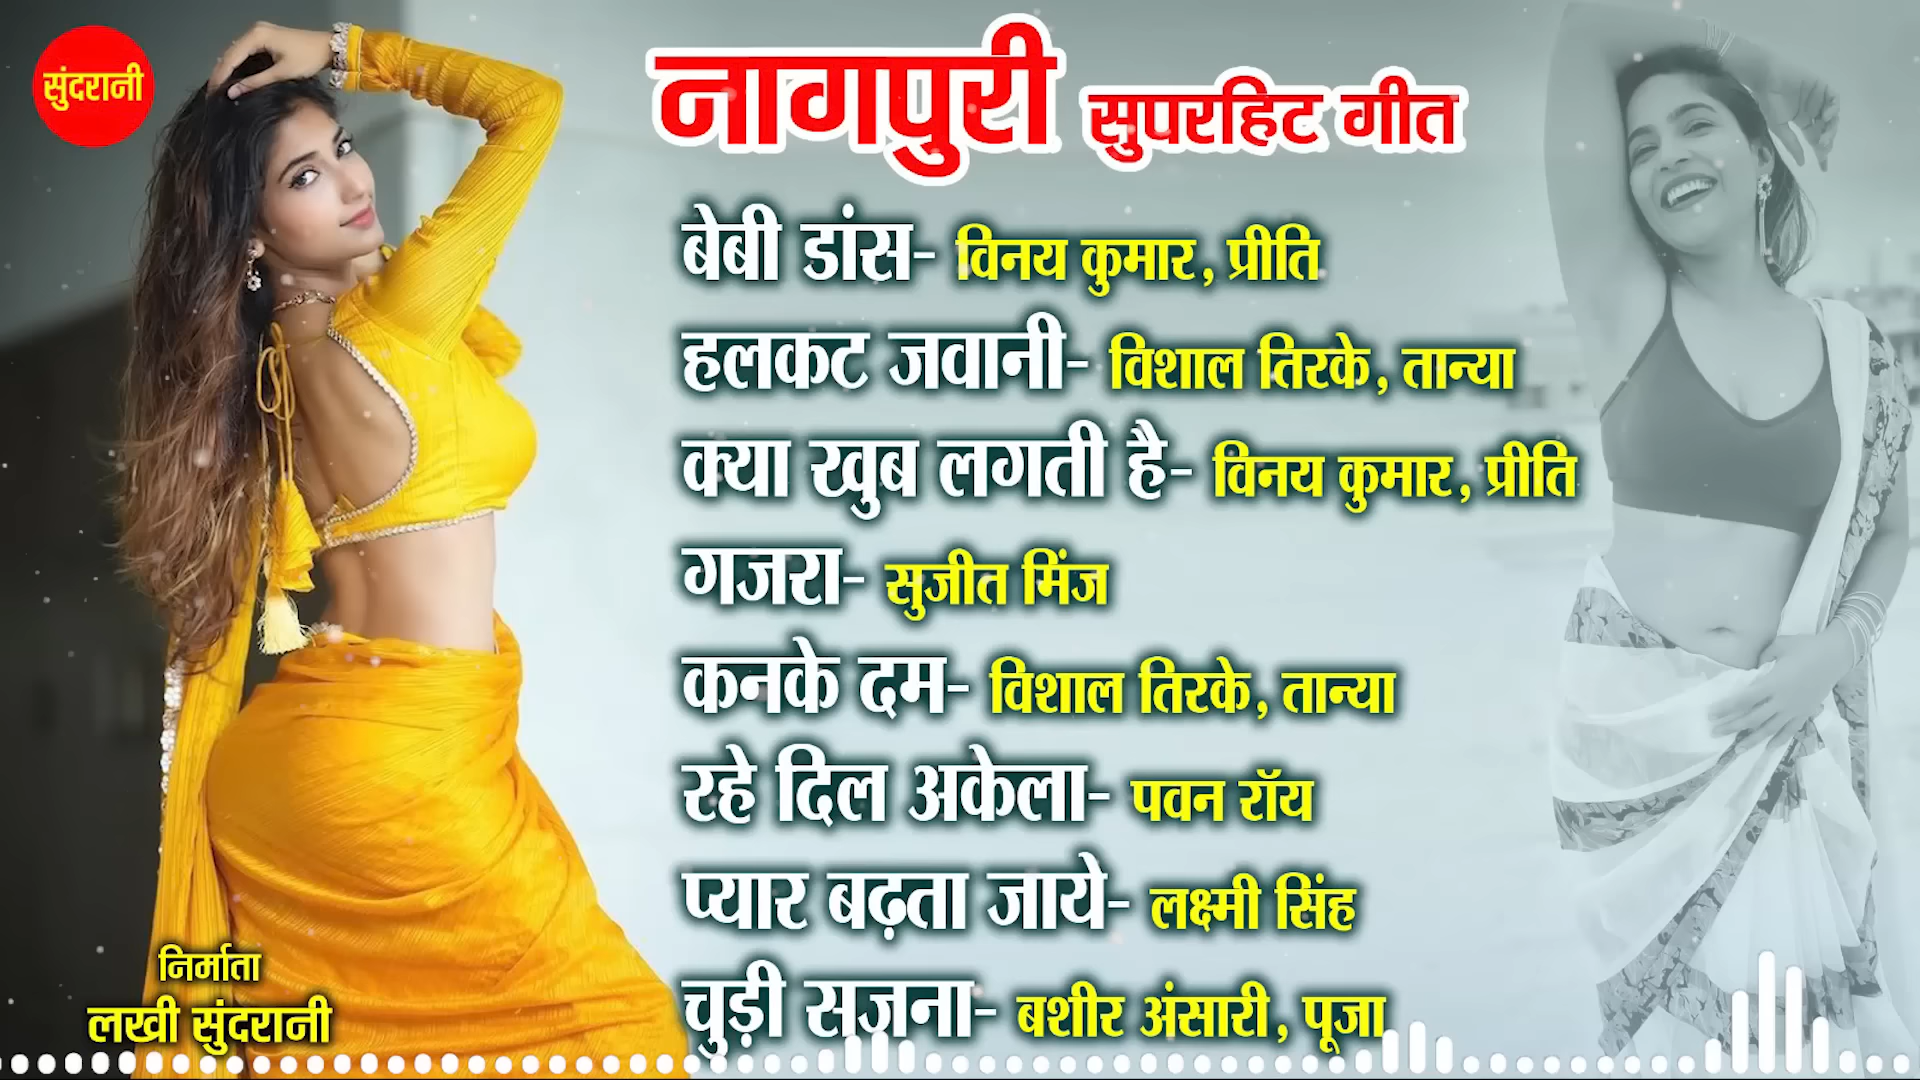 सुंदरानी
नागपुरी सुपरहिट गीत
बेबी डांस- विनय कुमार, प्रीति
हलकट जवानी- विशाल तिरके, तान्या
क्या खुब लगती है- विनय कुमार, प्रीति
गजरा- सुजीत मिंज
कनके दम- विशाल तिरके, तान्या
रहे दिल अकेला- पवन रॉय
प्यार बढ़ता जाये- लक्ष्मी सिंह
चुड़ी सजना- बशीर अंसारी, पूजा
निर्माता
लखी सुंदरानी